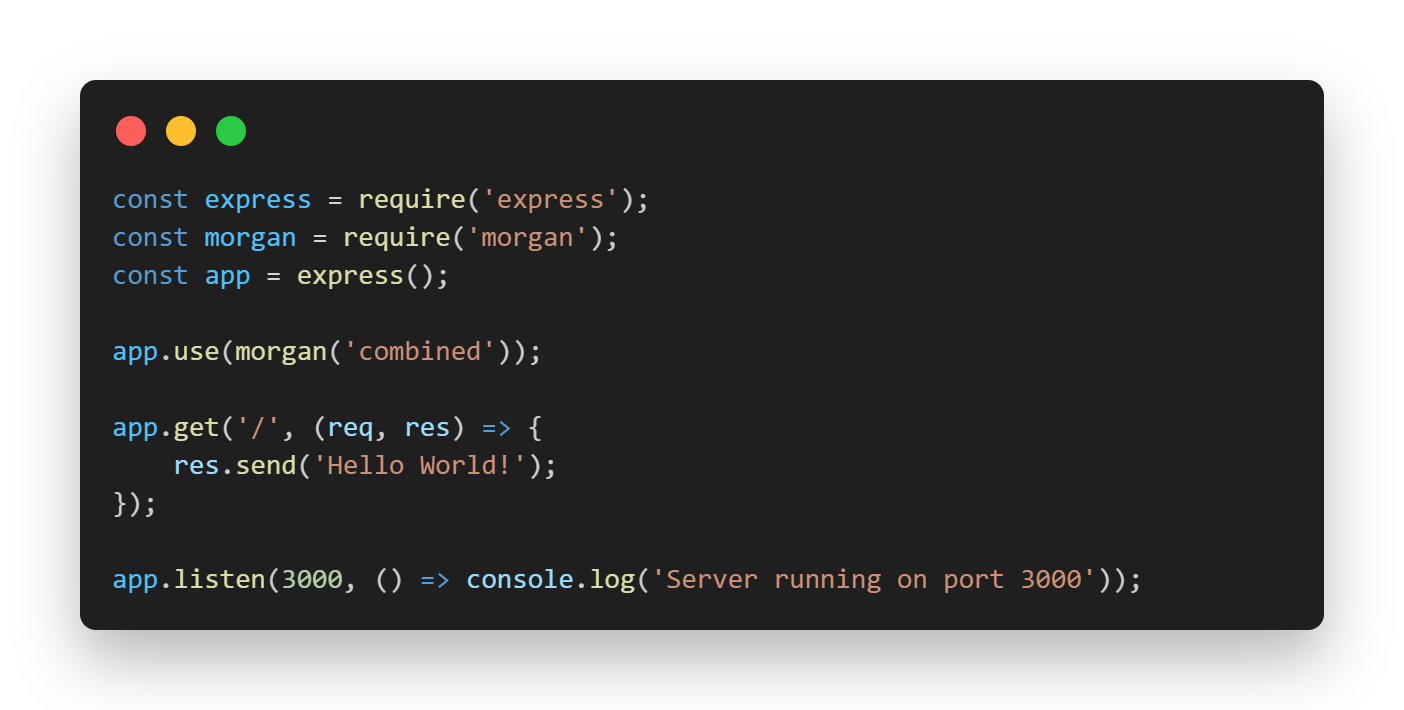 const express = require('express');
const morgan = require('morgan');
const app = express();

app.use(morgan('combined'));

app.get('/', (req, res) => {
    res.send('Hello World!');
});

app.listen(3000, () => console.log('Server running on port 3000'));